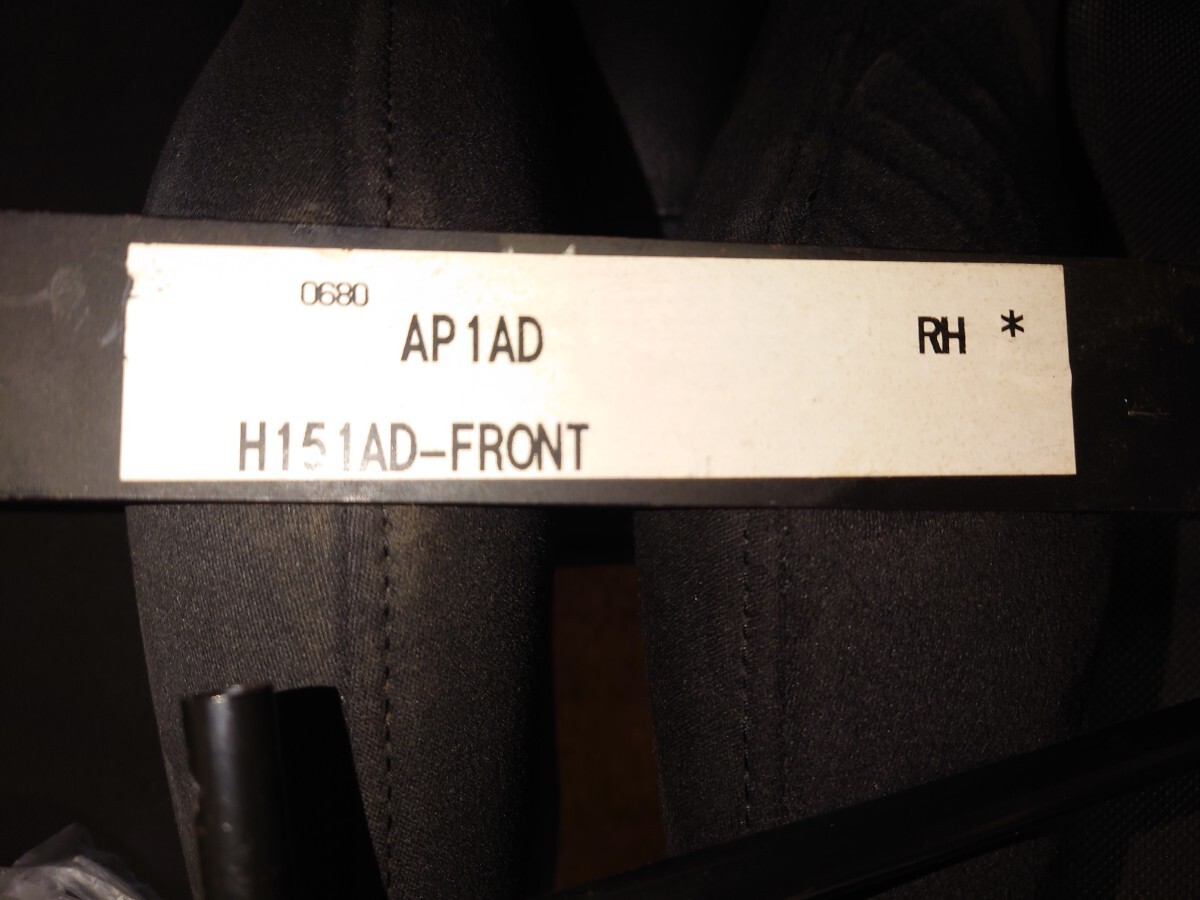 0680
AP1AD RH *
H151AD-FRONT